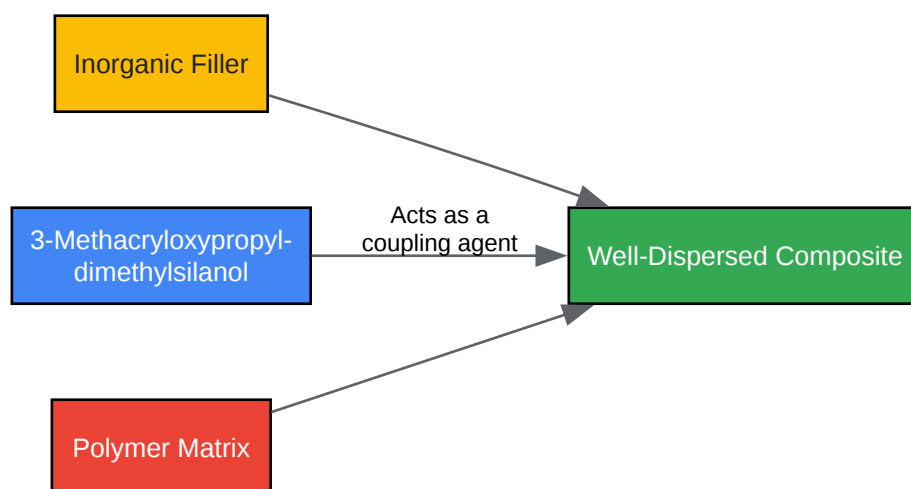 Inorganic Filler
3-Methacryloxypropyl-
dimethylsilanol
Acts as a
coupling agent
Well-Dispersed Composite
Polymer Matrix